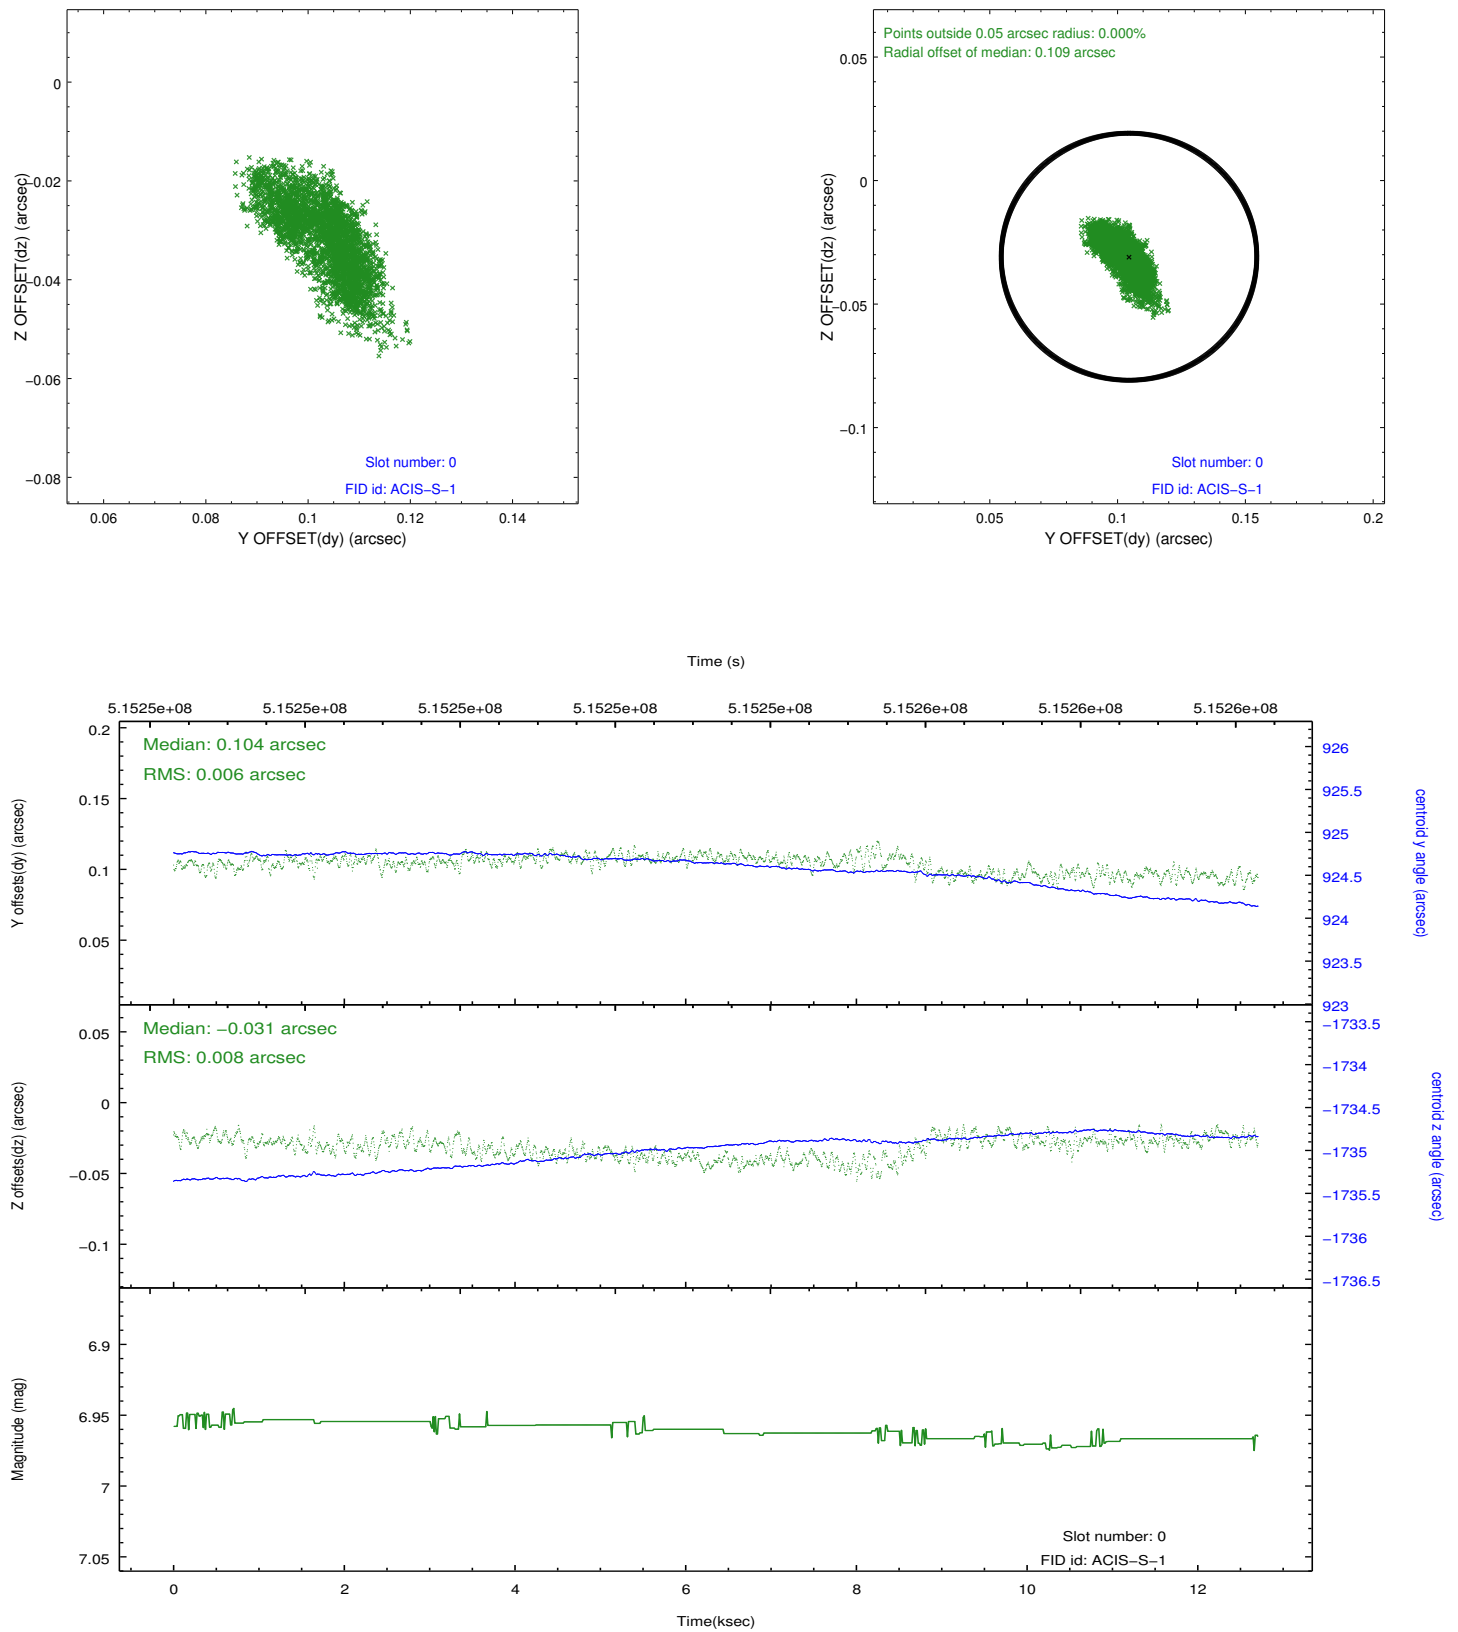 0
−0.02
−0.04
−0.06
−0.08
Z OFFSET(dz) (arcsec)
Slot number: 0
FID id: ACIS−S−1
0.06 0.08 0.1 0.12 0.14
Y OFFSET(dy) (arcsec)
Points outside 0.05 arcsec radius: 0.000%
Radial offset of median: 0.109 arcsec
0.05
0
−0.05
−0.1
Z OFFSET(dz) (arcsec)
Slot number: 0
FID id: ACIS−S−1
0.05 0.1 0.15 0.2
Y OFFSET(dy) (arcsec)
Time (s)
5.1525e+08 5.1525e+08 5.1525e+08 5.1525e+08 5.1525e+08 5.1526e+08 5.1526e+08 5.1526e+08
Median: 0.104 arcsec
RMS: 0.006 arcsec
0.2
0.15
0.1
0.05
Y offsets(dy) (arcsec)
926
925.5
925
924.5
924
923.5
923
centroid y angle (arcsec)
Median: −0.031 arcsec
RMS: 0.008 arcsec
0.05
0
−0.05
−0.1
Z offsets(dz) (arcsec)
−1733.5
−1734
−1734.5
−1735
−1735.5
−1736
−1736.5
centroid z angle (arcsec)
6.9
6.95
7
7.05
Magnitude (mag)
Slot number: 0
FID id: ACIS−S−1
0 2 4 6 8 10 12
Time(ksec)